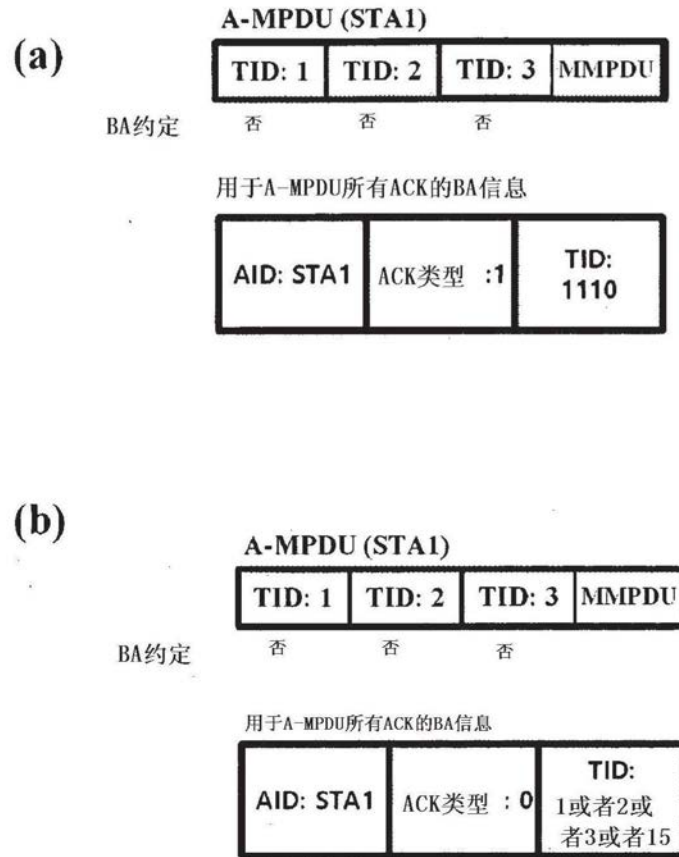 (a)
A-MPDU (STA1)
TID: 1 TID: 2 TID: 3 MMPDU
BA约定 否 否 否
用于A-MPDU所有ACK的BA信息
AID: STA1 ACK类型 :1 TID:
1110
(b)
A-MPDU (STA1)
TID: 1 TID: 2 TID: 3 MMPDU
BA约定 否 否 否
用于A-MPDU所有ACK的BA信息
AID: STA1 ACK类型 : 0 TID:
1或者2或
者3或者15